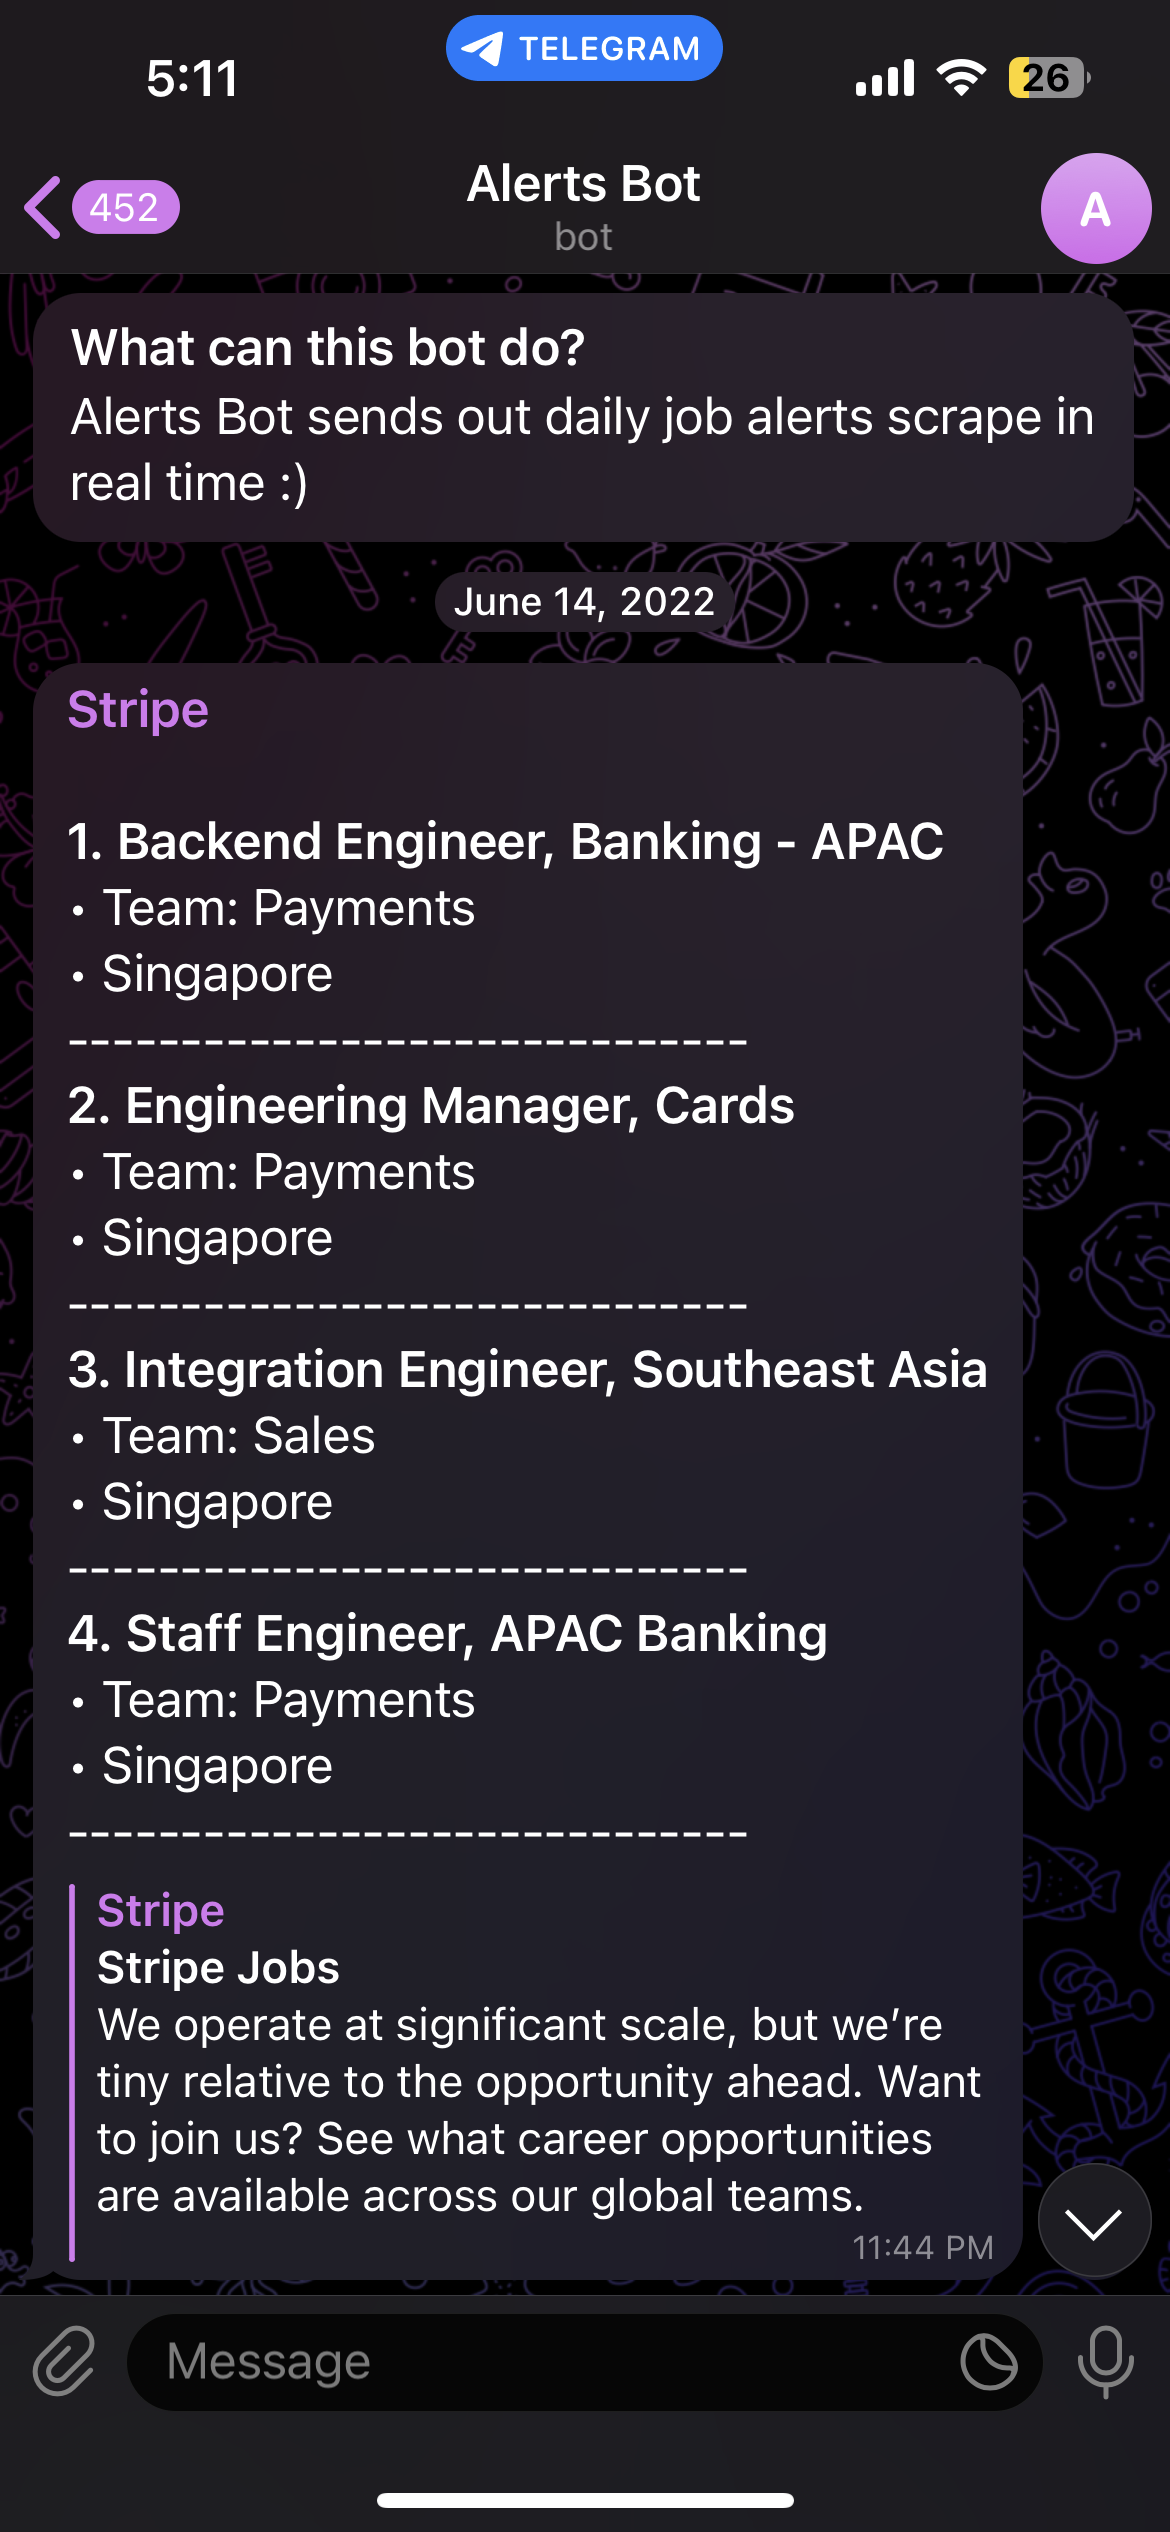 5:11
TELEGRAM
26
452
Alerts Bot
bot
A
What can this bot do?
Alerts Bot sends out daily job alerts scrape in
real time :)
June 14, 2022
Stripe
1. Backend Engineer, Banking - APAC
• Team: Payments
• Singapore
------------------------------
2. Engineering Manager, Cards
• Team: Payments
• Singapore
------------------------------
3. Integration Engineer, Southeast Asia
• Team: Sales
• Singapore
------------------------------
4. Staff Engineer, APAC Banking
• Team: Payments
• Singapore
------------------------------
Stripe
Stripe Jobs
We operate at significant scale, but we’re
tiny relative to the opportunity ahead. Want
to join us? See what career opportunities
are available across our global teams.
11:44 PM
Message